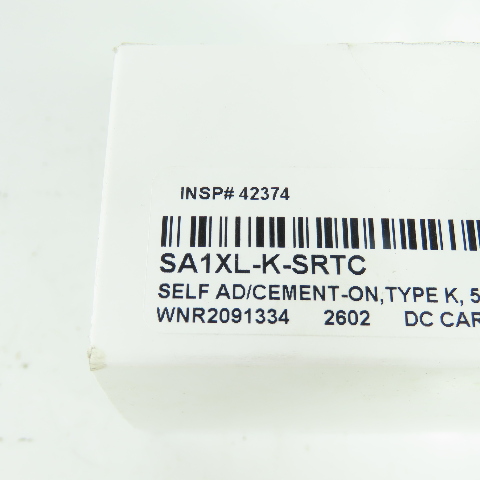 INSP# 42374
SA1XL-K-SRTC
SELF AD/CEMENT-ON,TYPE K, 5
WNR2091334 2602 DC CAR